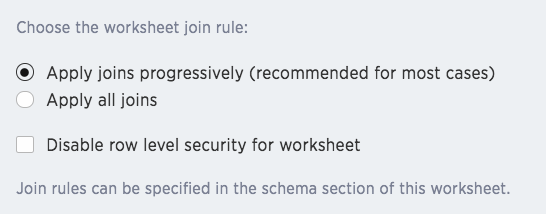 Choose the worksheet join rule:
Apply joins progressively (recommended for most cases)
Apply all joins
Disable row level security for worksheet
Join rules can be specified in the schema section of this worksheet.